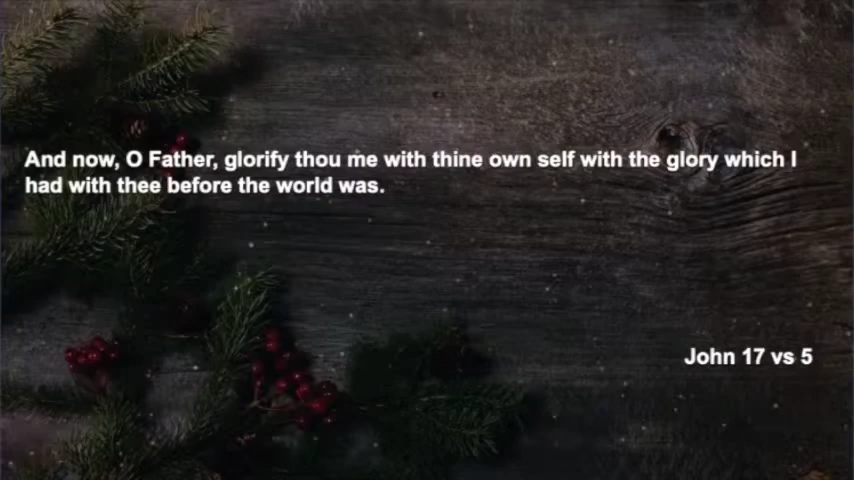 And now, O Father, glorify thou me with thine own self with the glory which I
had with thee before the world was.
John 17 vs 5